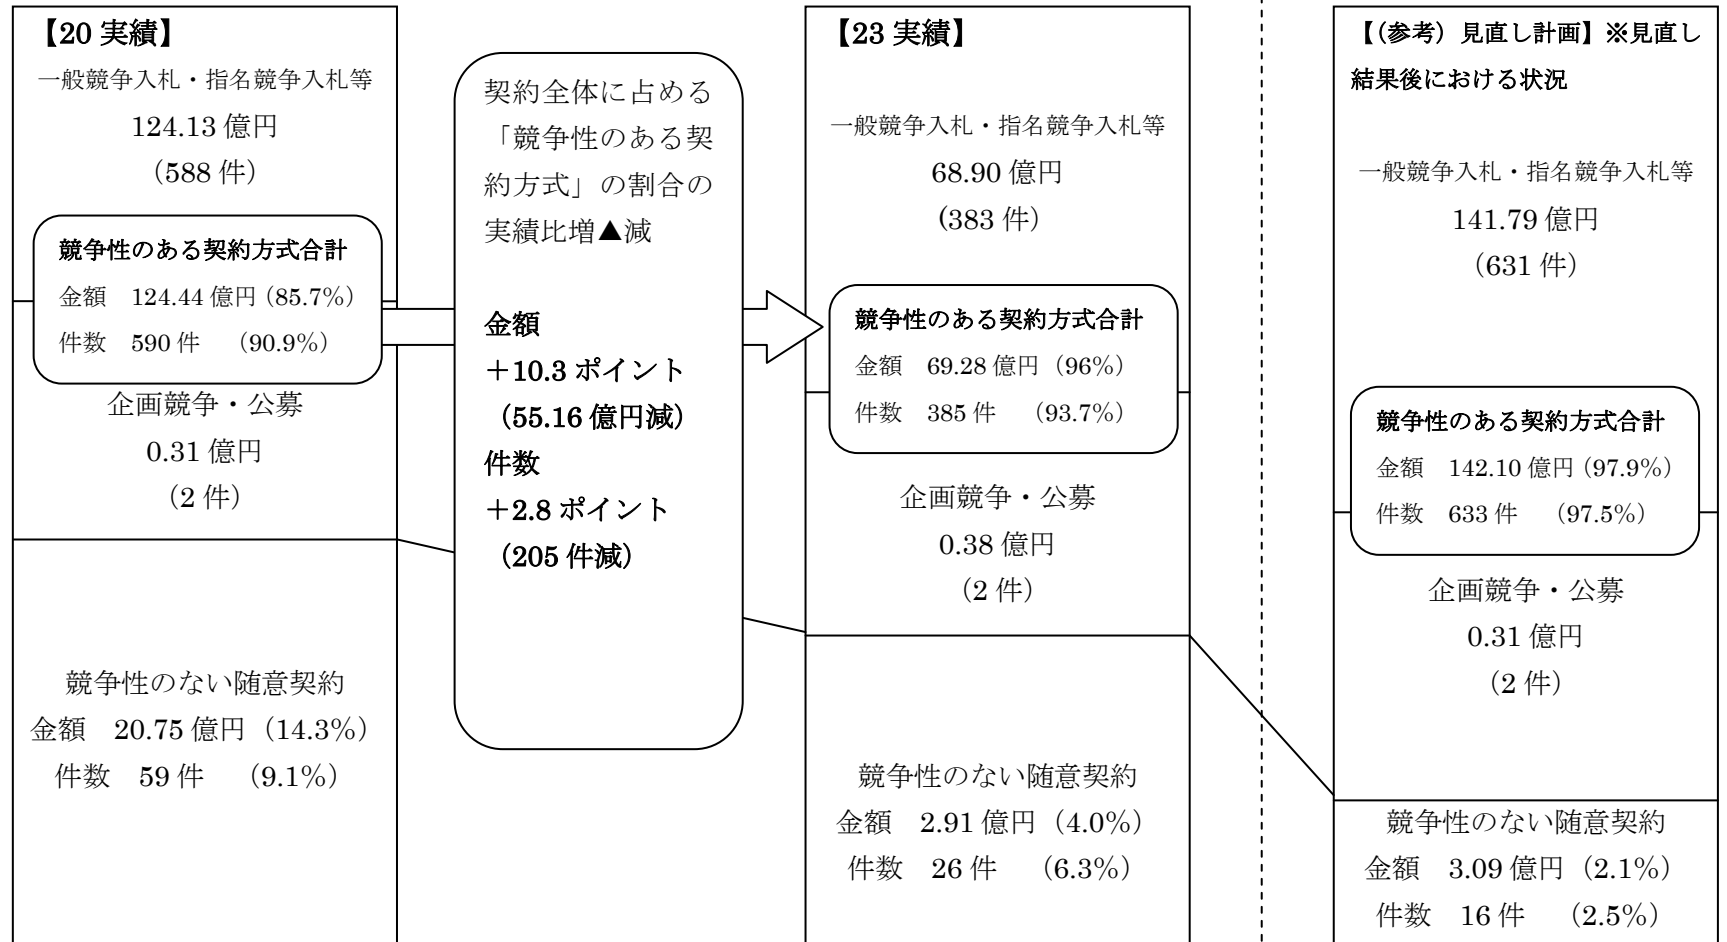 【20 実績】
一般競争入札・指名競争入札等
124.13 億円
（588 件）
競争性のある契約方式合計
金額　124.44 億円（85.7%）
件数　590 件　（90.9%）
企画競争・公募
0.31 億円
（2 件）
競争性のない随意契約
金額　20.75 億円（14.3%）
件数　59 件　（9.1%）
契約全体に占める
「競争性のある契
約方式」の割合の
実績比増▲減
金額
＋10.3 ポイント
（55.16 億円減）
件数
＋2.8 ポイント
（205 件減）
【23 実績】
一般競争入札・指名競争入札等
68.90 億円
(383 件）
競争性のある契約方式合計
金額　69.28 億円（96%）
件数　385 件　（93.7%）
企画競争・公募
0.38 億円
（2 件）
競争性のない随意契約
金額　2.91 億円（4.0%）
件数　26 件　（6.3%）
【（参考）見直し計画】※見直し
結果後における状況
一般競争入札・指名競争入札等
141.79 億円
（631 件）
競争性のある契約方式合計
金額　142.10 億円（97.9%）
件数　633 件　（97.5%）
企画競争・公募
0.31 億円
（2 件）
競争性のない随意契約
金額　3.09 億円（2.1%）
件数　16 件　（2.5%）